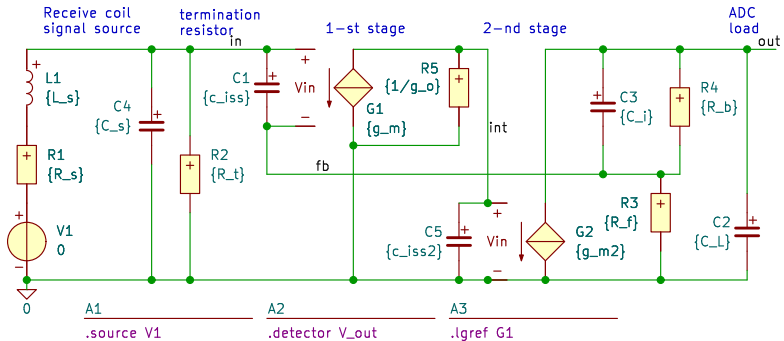 Receive coil
signal source
termination
resistor
1-st stage
2-nd stage
ADC
load
in
out
L1
{L_s}
C4
{C_s}
R1
{R_s}
V1
0
R2
{R_t}
C1
{c_iss}
+
Vin
−
G1
{g_m}
R5
{1/g_o}
int
fb
C3
{C_i}
R4
{R_b}
R3
{R_f}
C5
{c_iss2}
+
Vin
−
G2
{g_m2}
C2
{C_L}
0
A1
.source V1
A2
.detector V_out
A3
.lgref G1